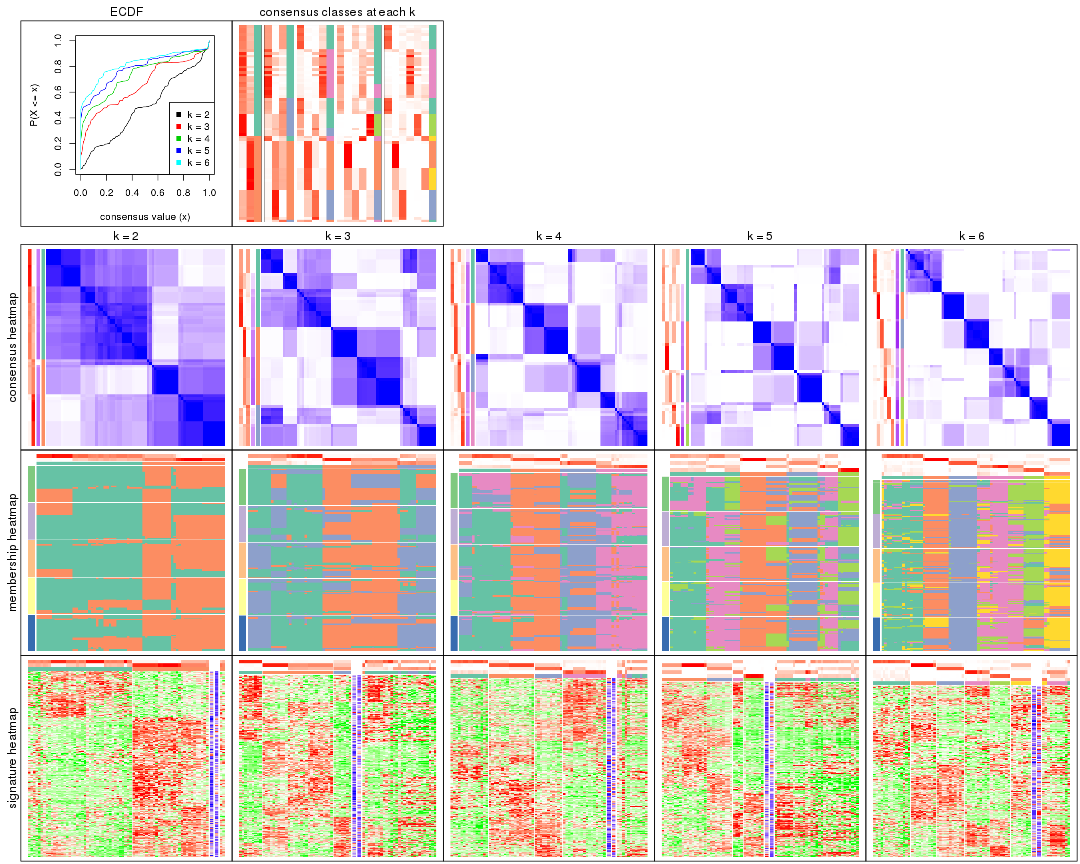 ECDF
consensus classes at each k
P(X <= x)
0.0 0.2 0.4 0.6 0.8 1.0
k = 2
k = 3
k = 4
k = 5
k = 6
0.0 0.2 0.4 0.6 0.8 1.0
consensus value (x)
k = 2 k = 3 k = 4 k = 5 k = 6
consensus heatmap
membership heatmap
signature heatmap